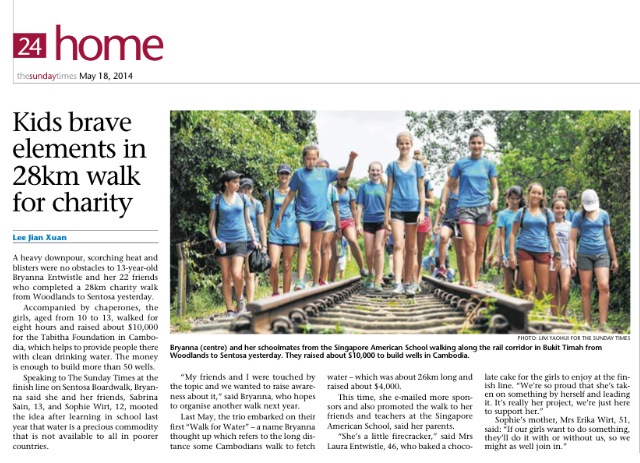 24 home
thesundaytimes May 18, 2014
Kids brave
elements in
28km walk
for charity
Lee Jian Xuan
A heavy downpour, scorching heat and
blisters were no obstacles to 13-year-old
Bryanna Entwistle and her 22 friends
who completed a 28km charity walk
from Woodlands to Sentosa yesterday.
Accompanied by chaperones, the
girls, aged from 10 to 13, walked for
eight hours and raised about $10,000
for the Tabitha Foundation in Cambo-
dia, which helps to provide people there
with clean drinking water. The money
is enough to build more than 50 wells.
Speaking to The Sunday Times at the
finish line on Sentosa Boardwalk, Bryan-
na said she and her friends, Sabrina
Sain, 13, and Sophie Wirt, 12, mooted
the idea after learning in school last
year that water is a precious commodity
that is not available to all in poorer
countries.
PHOTO: LIM YAOHUI FOR THE SUNDAY TIMES
Bryanna (centre) and her schoolmates from the Singapore American School walking along the rail corridor in Bukit Timah from
Woodlands to Sentosa yesterday. They raised about $10,000 to build wells in Cambodia.
"My friends and I were touched by
the topic and we wanted to raise aware-
ness about it," said Bryanna, who hopes
to organise another walk next year.
Last May, the trio embarked on their
first "Walk for Water" – a name Bryanna
thought up which refers to the long dis-
tance some Cambodians walk to fetch
water – which was about 26km long and
raised about $4,000.
This time, she e-mailed more spon-
sors and also promoted the walk to her
friends and teachers at the Singapore
American School, said her parents.
"She's a little firecracker," said Mrs
Laura Entwistle, 46, who baked a choco-
late cake for the girls to enjoy at the fin-
ish line. "We're so proud that she's tak-
en on something by herself and leading
it. It's really her project, we're just here
to support her."
Sophie's mother, Mrs Erika Wirt, 51,
said: "If our girls want to do something,
they'll do it with or without us, so we
might as well join in."